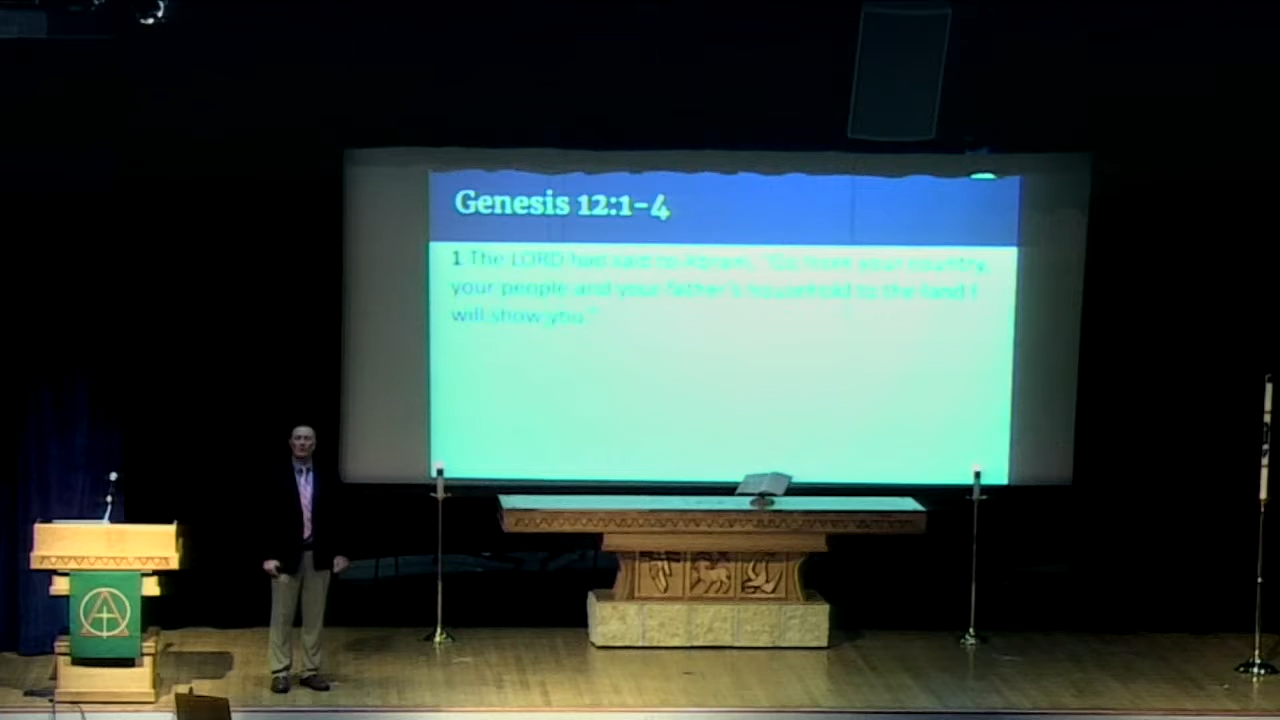 Genesis 12:1-4
1 The LORD had said to Abram, "Go from your country,
your people and your father's household to the land I
will show you."